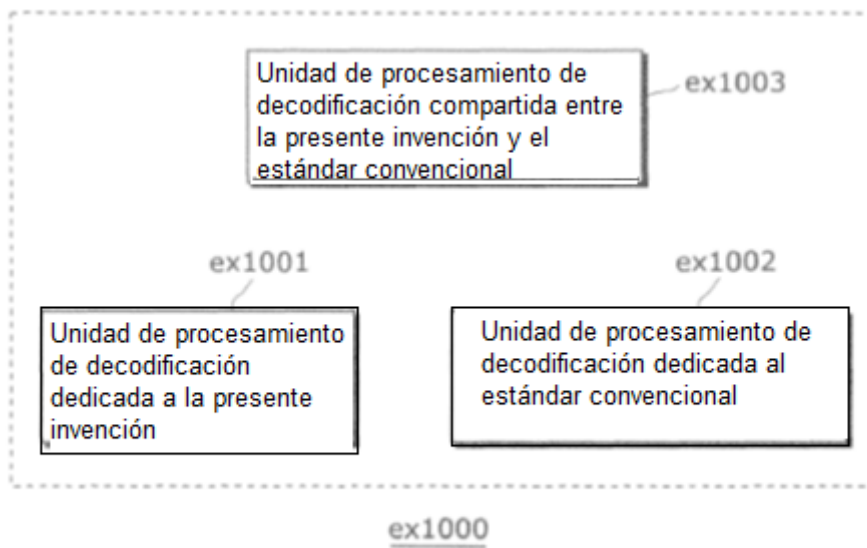 Unidad de procesamiento de
decodificación compartida entre
la presente invención y el
estándar convencional
ex1003
ex1001
Unidad de procesamiento
de decodificación
dedicada a la presente
invención
ex1002
Unidad de procesamiento de
decodificación dedicada al
estándar convencional
ex1000